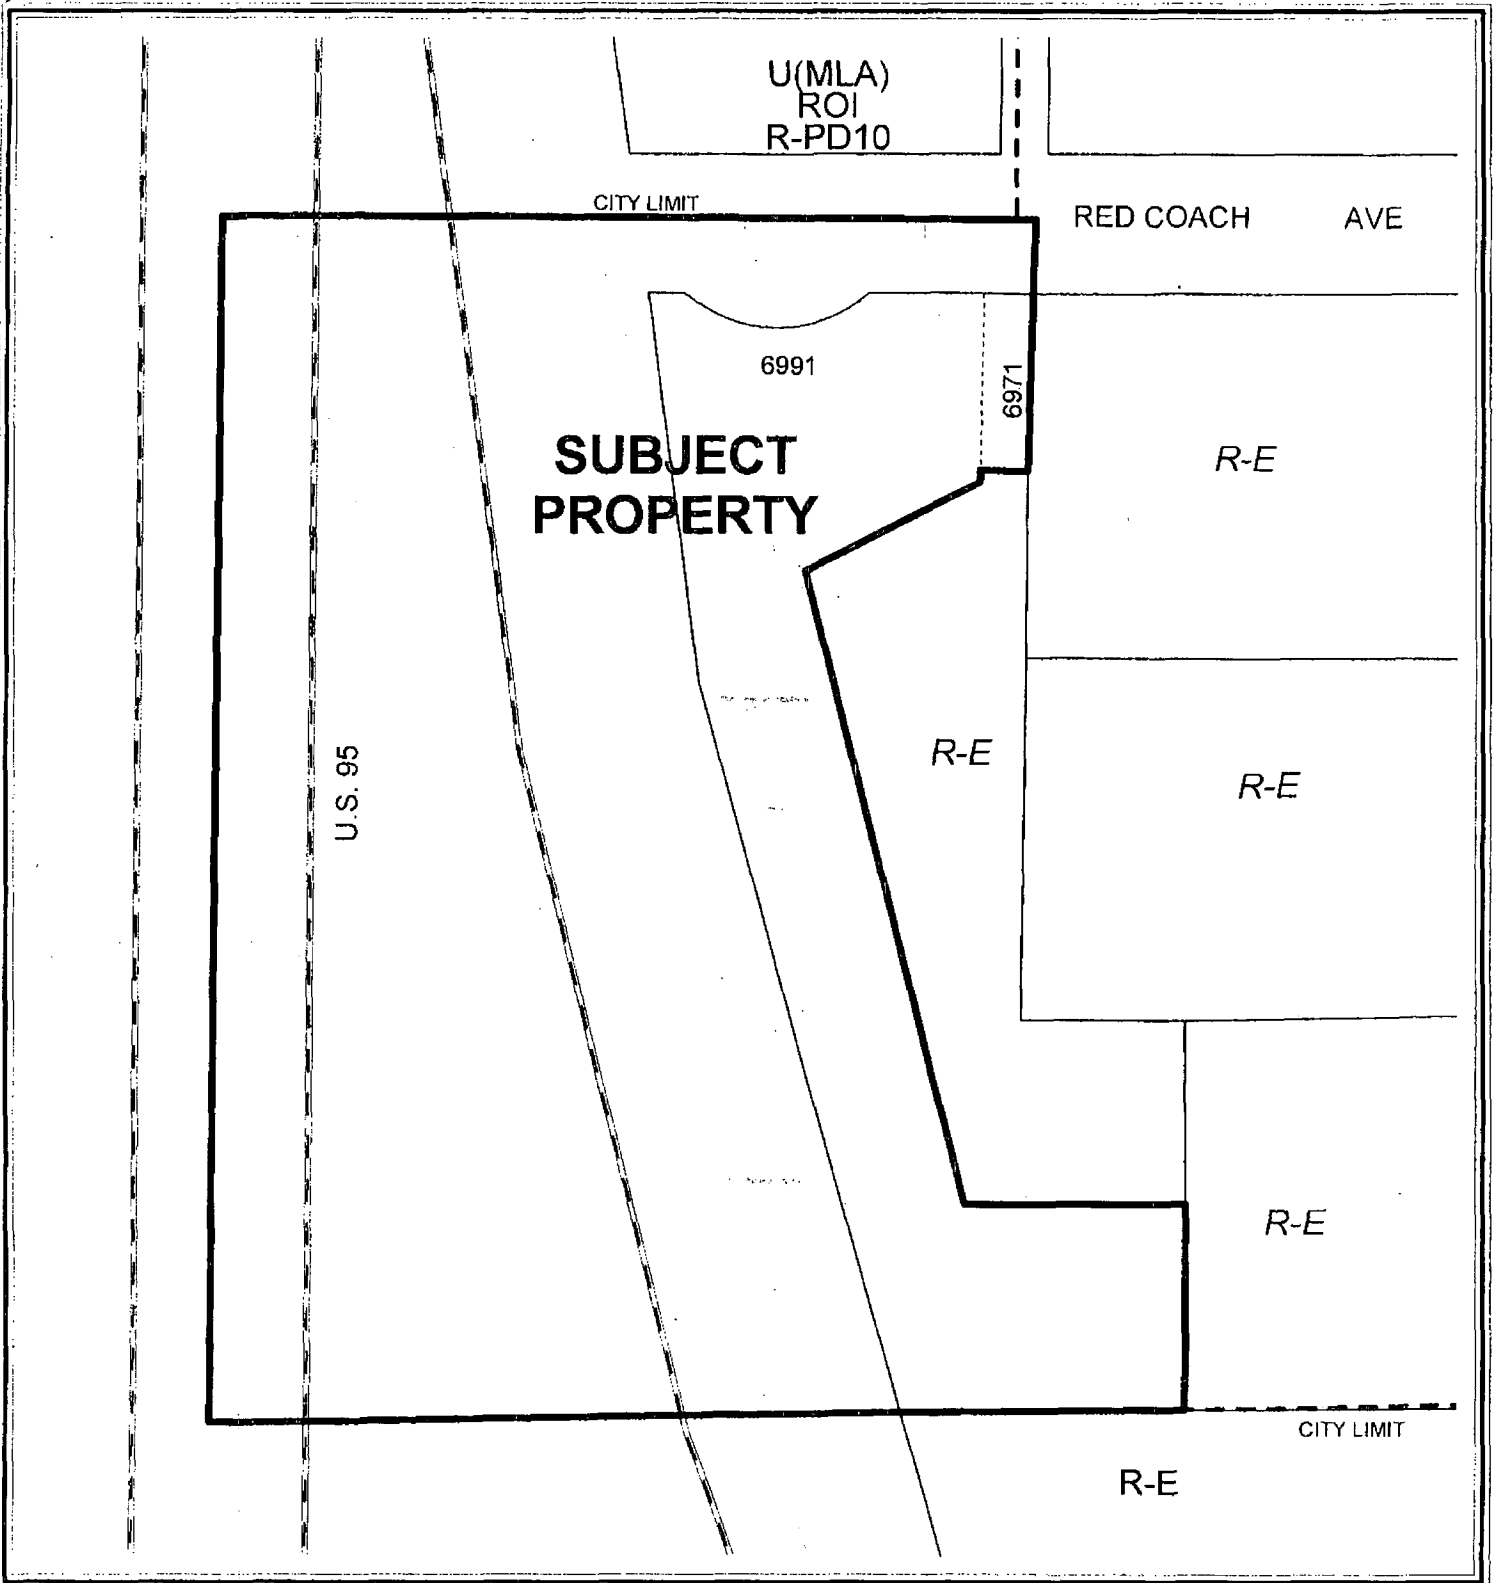 U(MLA)
ROI
R-PD10
CITY LIMIT
RED COACH AVE
6991
6971
SUBJECT
PROPERTY
R-E
R-E
R-E
U.S. 95
R-E
CITY LIMIT
R-E